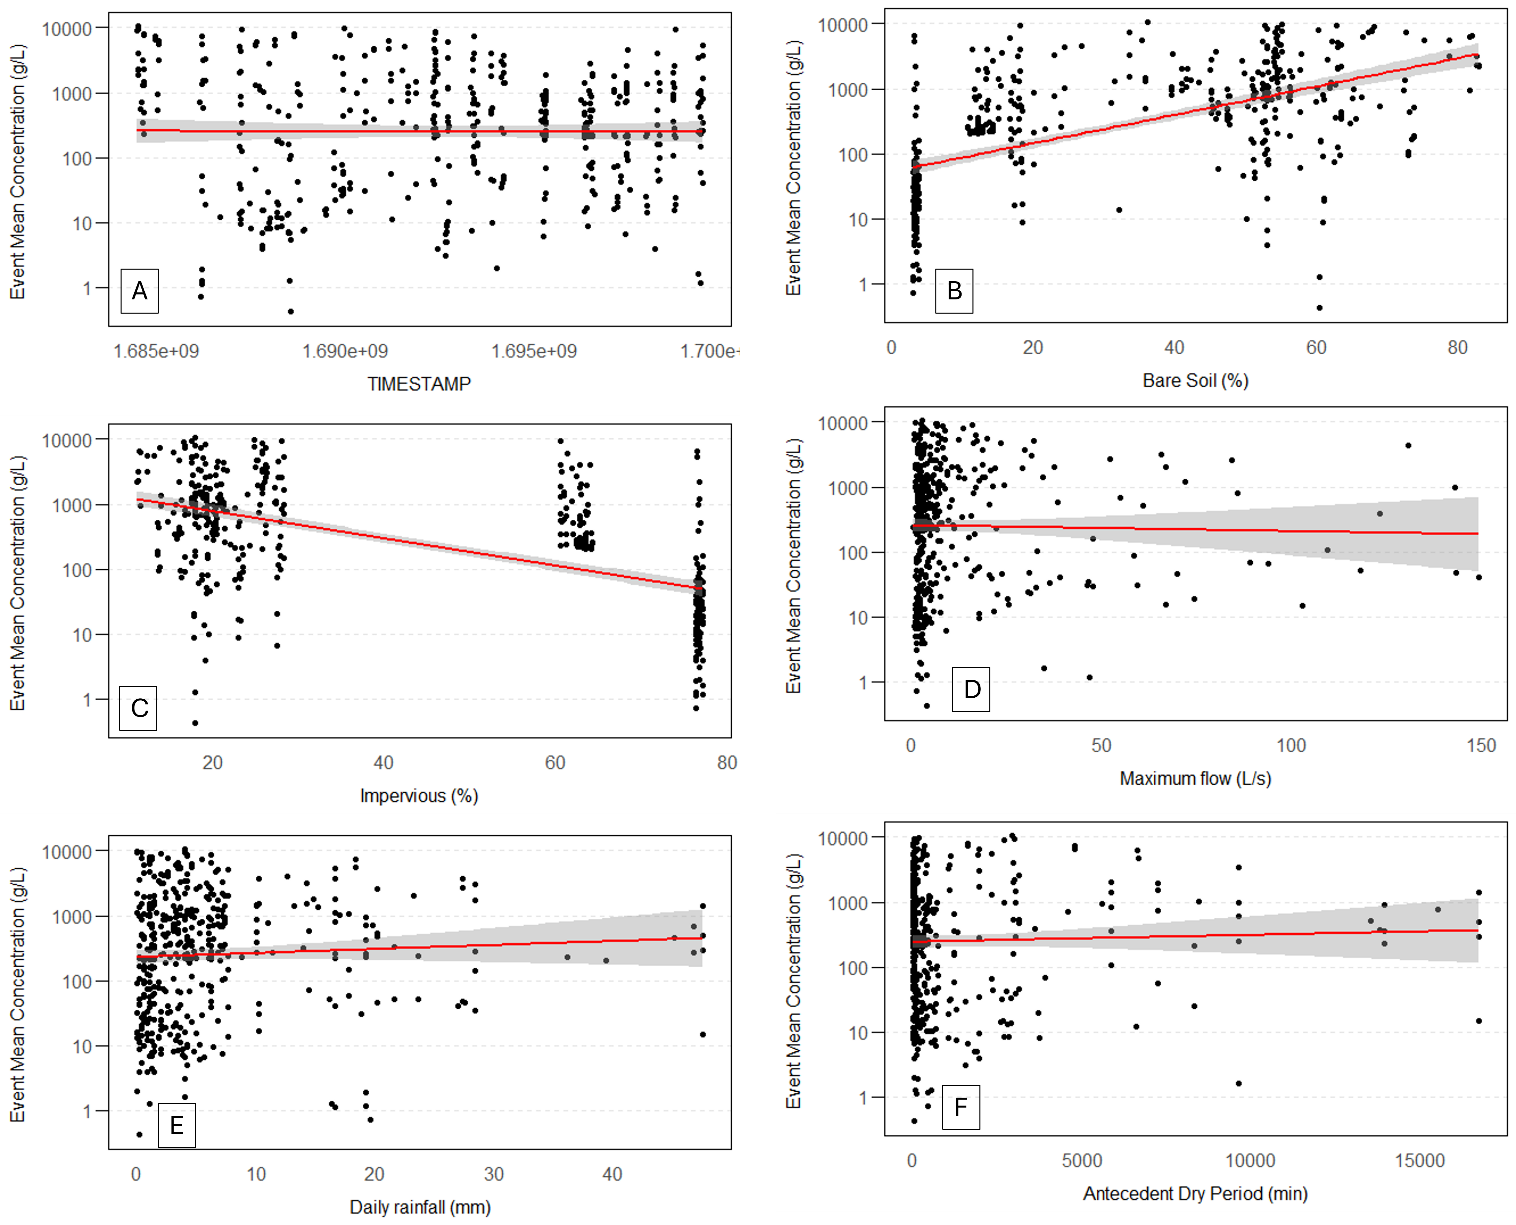 10000
1000
100
10
1
Event Mean Concentration (g/L)
A
1.685e+09 1.690e+09 1.695e+09 1.700e-
TIMESTAMP
10000
1000
100
10
1
Event Mean Concentration (g/L)
B
0 20 40 60 80
Bare Soil (%)
10000
1000
100
10
1
Event Mean Concentration (g/L)
C
20 40 60 80
Impervious (%)
10000
1000
100
10
1
Event Mean Concentration (g/L)
D
0 50 100 150
Maximum flow (L/s)
10000
1000
100
10
1
Event Mean Concentration (g/L)
E
0 10 20 30 40
Daily rainfall (mm)
10000
1000
100
10
1
Event Mean Concentration (g/L)
F
0 5000 10000 15000
Antecedent Dry Period (min)